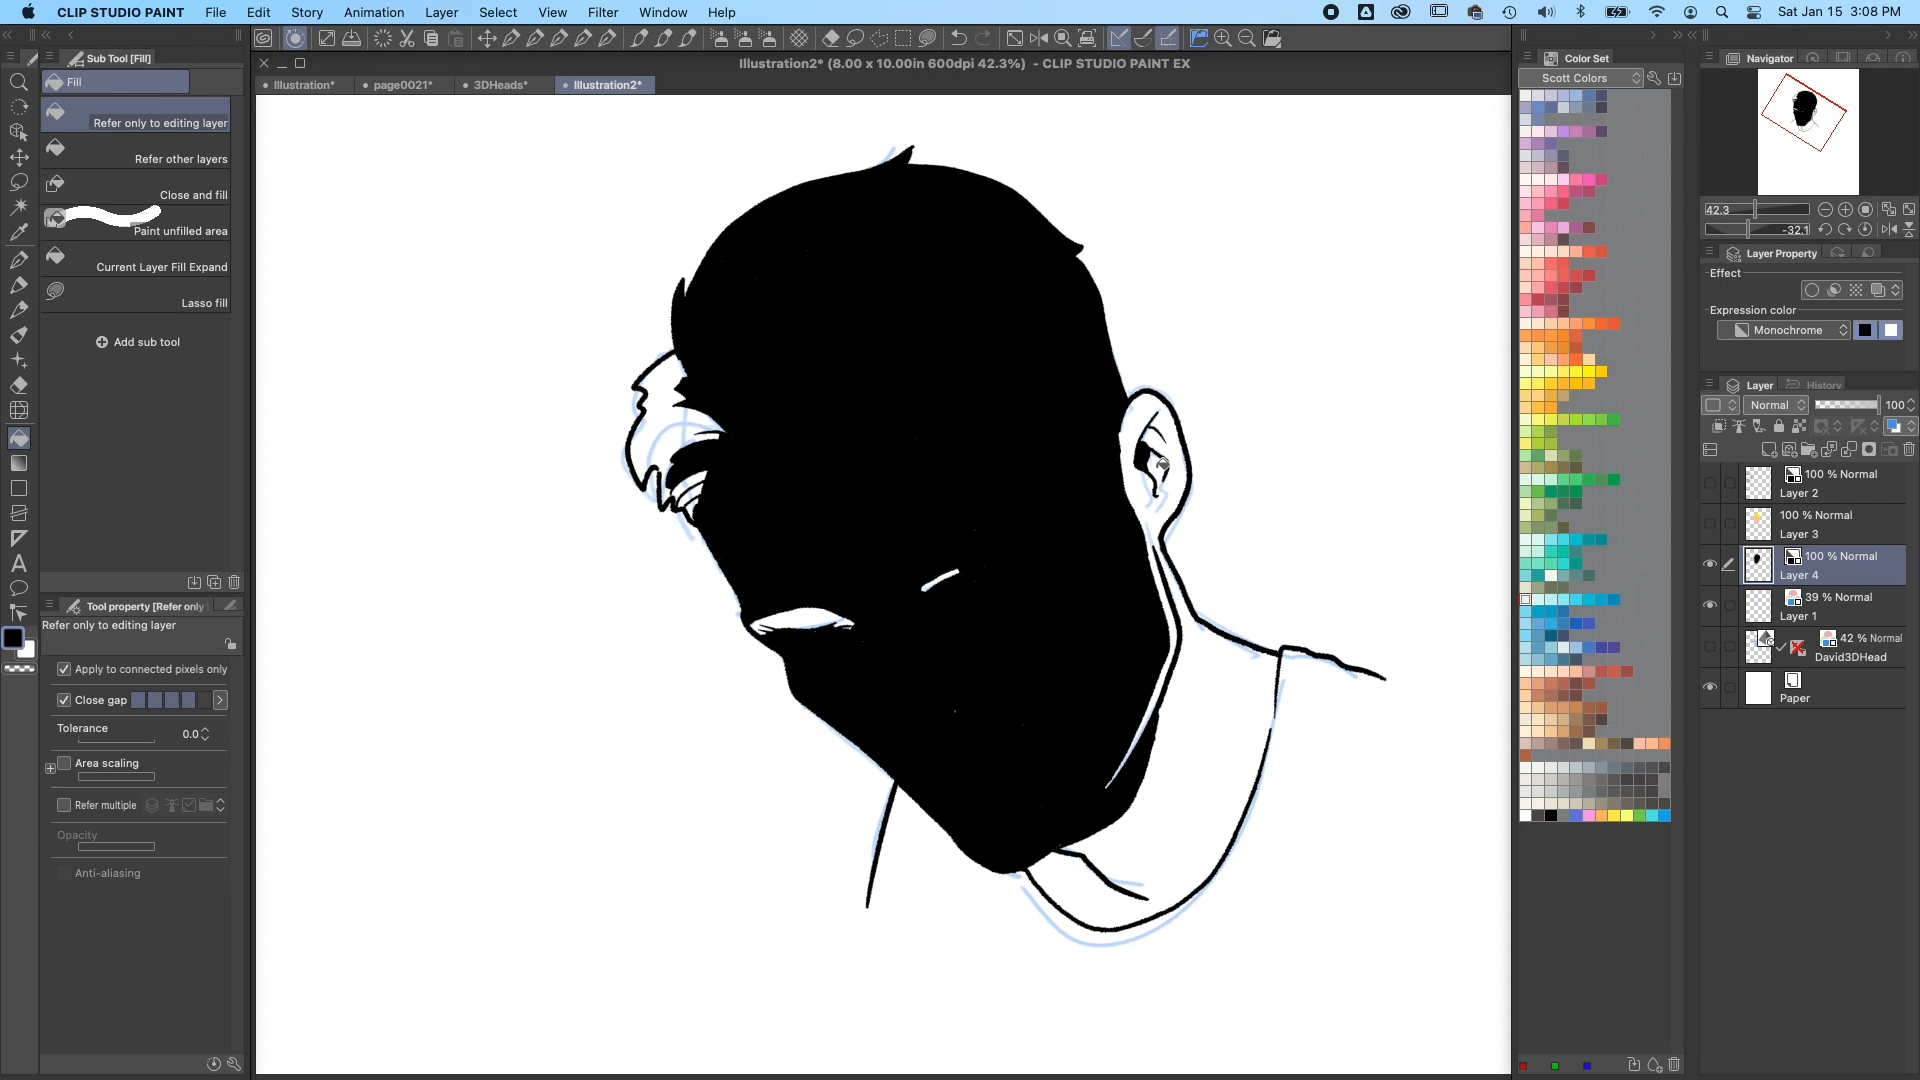 CLIP STUDIO PAINT File Edit Story Animation Layer Select View Filter Window Help Sat Jan 15 3:08 PM
Illustration2* (8.00 x 10.00in 600dpi 42.3%) - CLIP STUDIO PAINT EX
Illustration* page0021* 3DHeads* Illustration2*
Sub Tool [Fill]
Fill
Refer only to editing layer
Refer other layers
Close and fill
Paint unfilled area
Current Layer Fill Expand
Lasso fill
Add sub tool
Tool property [Refer only
Refer only to editing layer
Apply to connected pixels only
Close gap
Tolerance 0.0
Area scaling
Refer multiple
Opacity
Anti-aliasing
A
Color Set
Scott Colors
Navigator
42.3
-32.1
Layer Property
Effect
Expression color
Monochrome
Layer History
Normal 100
100 % Normal
Layer 2
100 % Normal
Layer 3
100 % Normal
Layer 4
39 % Normal
Layer 1
42 % Normal
David3DHead
Paper